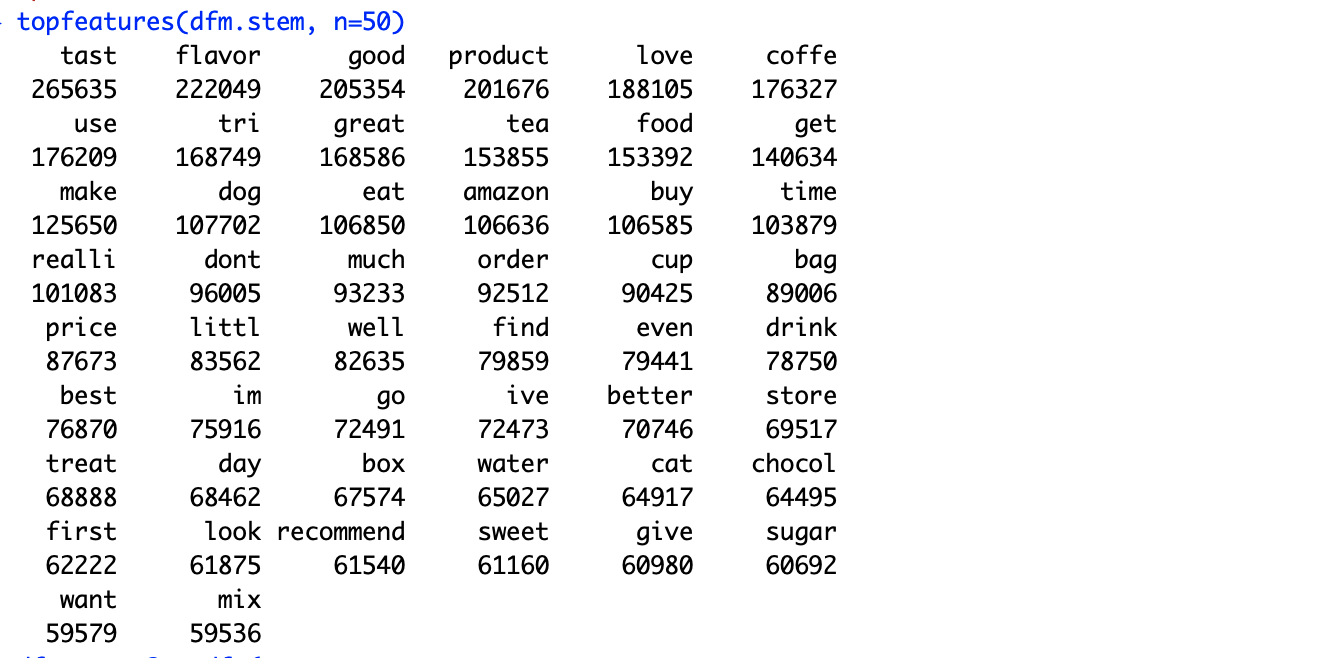 topfeatures(dfm.stem, n=50)
tast flavor good product love coffe
265635 222049 205354 201676 188105 176327
use tri great tea food get
176209 168749 168586 153855 153392 140634
make dog eat amazon buy time
125650 107702 106850 106636 106585 103879
realli dont much order cup bag
101083 96005 93233 92512 90425 89006
price littl well find even drink
87673 83562 82635 79859 79441 78750
best im go ive better store
76870 75916 72491 72473 70746 69517
treat day box water cat chocol
68888 68462 67574 65027 64917 64495
first look recommend sweet give sugar
62222 61875 61540 61160 60980 60692
want mix
59579 59536